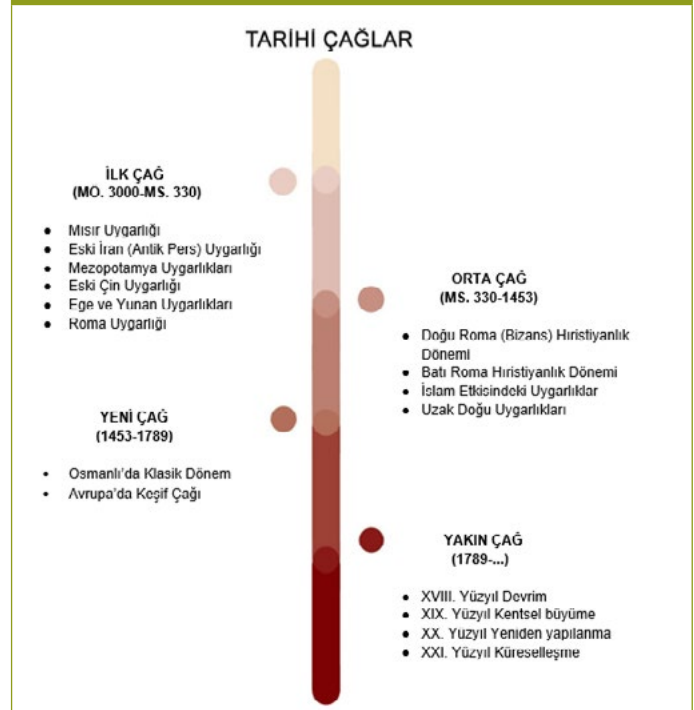 TARİHİ ÇAĞLAR
İLK ÇAĞ
(MÖ. 3000-MS. 330)
● Mısır Uygarlığı
● Eski İran (Antik Pers) Uygarlığı
● Mezopotamya Uygarlıkları
● Eski Çin Uygarlığı
● Ege ve Yunan Uygarlıkları
● Roma Uygarlığı
ORTA ÇAĞ
(MS. 330-1453)
● Doğu Roma (Bizans) Hıristiyanlık
Dönemi
● Batı Roma Hıristiyanlık Dönemi
● İslam Etkisindeki Uygarlıklar
● Uzak Doğu Uygarlıkları
YENİ ÇAĞ
(1453-1789)
• Osmanlı'da Klasik Dönem
• Avrupa'da Keşif Çağı
YAKIN ÇAĞ
(1789-...)
● XVIII. Yüzyıl Devrim
● XIX. Yüzyıl Kentsel büyüme
● XX. Yüzyıl Yeniden yapılanma
● XXI. Yüzyıl Küreselleşme